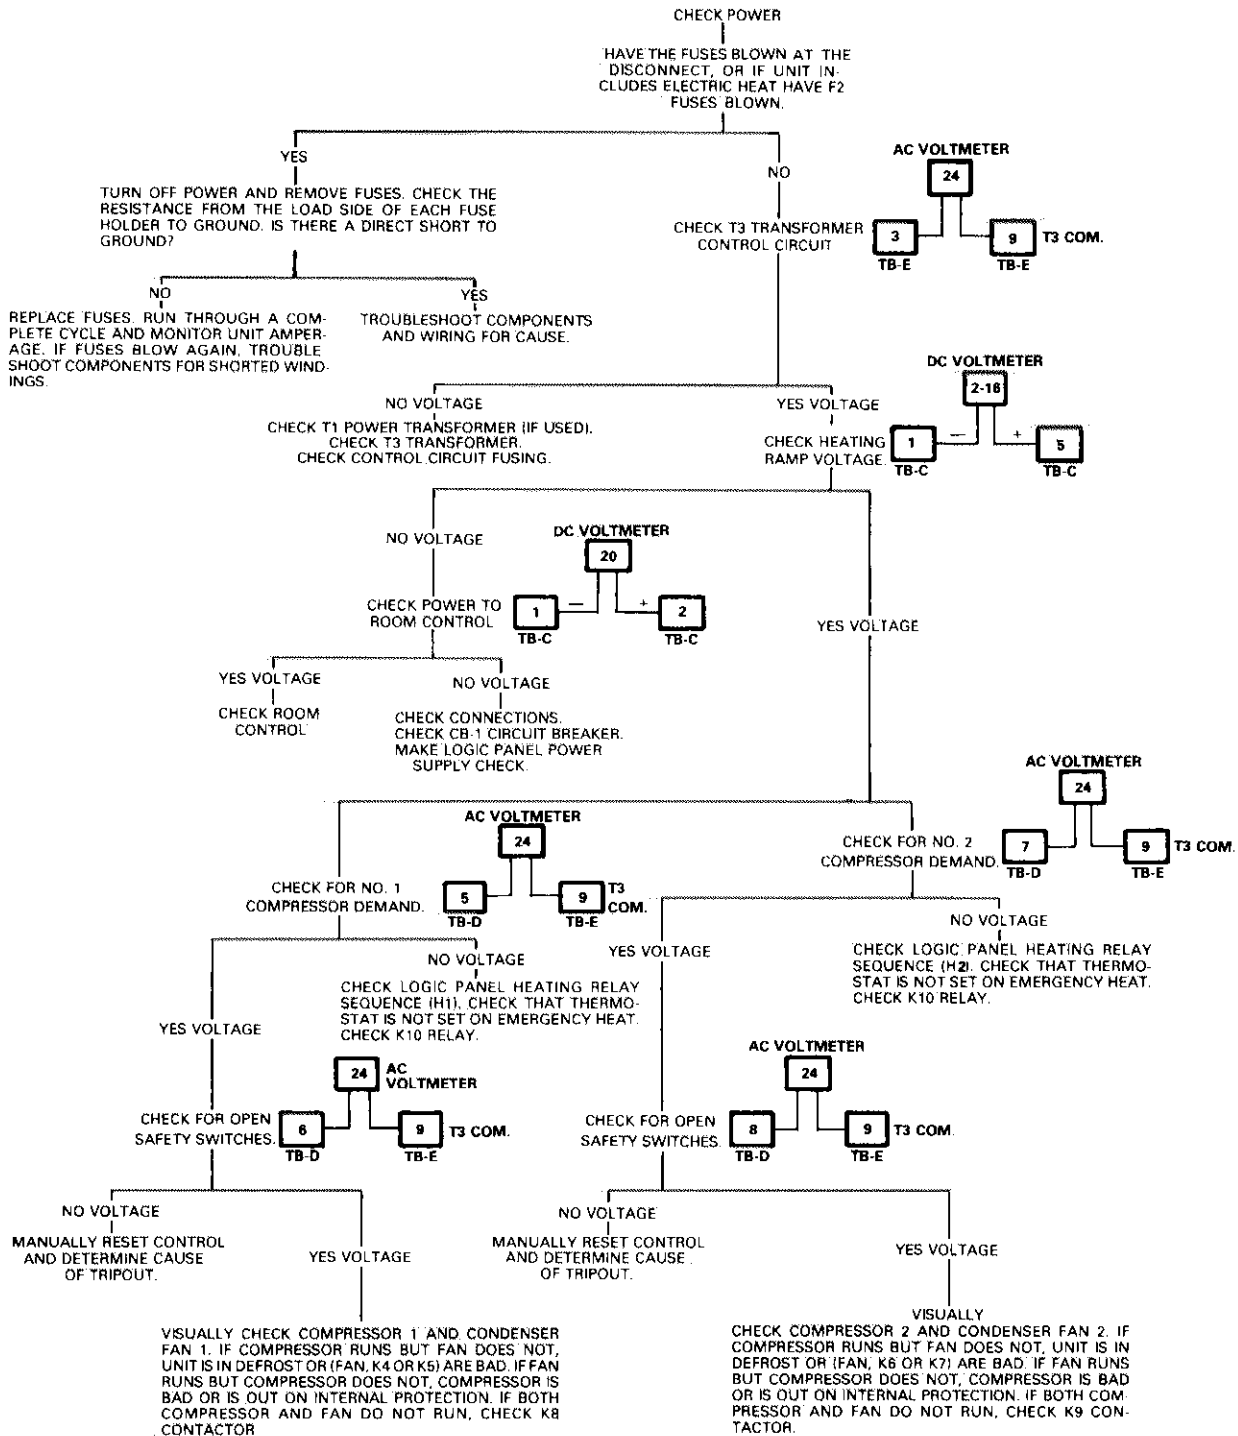 CHECK POWER
HAVE THE FUSES BLOWN AT THE
DISCONNECT, OR IF UNIT IN-
CLUDES ELECTRIC HEAT HAVE F2
FUSES BLOWN.
YES
NO
TURN OFF POWER AND REMOVE FUSES. CHECK THE
RESISTANCE FROM THE LOAD SIDE OF EACH FUSE
HOLDER TO GROUND. IS THERE A DIRECT SHORT TO
GROUND?
CHECK T3 TRANSFORMER
CONTROL CIRCUIT
AC VOLTMETER
24
3
TB-E
9
TB-E
T3 COM.
NO
REPLACE FUSES. RUN THROUGH A COM-
PLETE CYCLE AND MONITOR UNIT AMPER-
AGE. IF FUSES BLOW AGAIN, TROUBLE
SHOOT COMPONENTS FOR SHORTED WIND-
INGS.
YES
TROUBLESHOOT COMPONENTS
AND WIRING FOR CAUSE.
NO VOLTAGE
CHECK T1 POWER TRANSFORMER (IF USED).
CHECK T3 TRANSFORMER.
CHECK CONTROL CIRCUIT FUSING.
YES VOLTAGE
CHECK HEATING
RAMP VOLTAGE.
DC VOLTMETER
2-16
1
—
TB-C
+
5
TB-C
NO VOLTAGE
CHECK POWER TO
ROOM CONTROL
DC VOLTMETER
20
1
—
TB-C
+
2
TB-C
YES VOLTAGE
YES VOLTAGE
CHECK ROOM
CONTROL
NO VOLTAGE
CHECK CONNECTIONS.
CHECK CB-1 CIRCUIT BREAKER.
MAKE LOGIC PANEL POWER
SUPPLY CHECK.
CHECK FOR NO. 1
COMPRESSOR DEMAND.
AC VOLTMETER
24
5
TB-D
9
TB-E
T3
COM.
CHECK FOR NO. 2
COMPRESSOR DEMAND.
AC VOLTMETER
24
7
TB-D
9
TB-E
T3 COM.
NO VOLTAGE
CHECK LOGIC PANEL HEATING RELAY
SEQUENCE (H1). CHECK THAT THERMO-
STAT IS NOT SET ON EMERGENCY HEAT.
CHECK K10 RELAY.
YES VOLTAGE
YES VOLTAGE
NO VOLTAGE
CHECK LOGIC PANEL HEATING RELAY
SEQUENCE (H2). CHECK THAT THERMO-
STAT IS NOT SET ON EMERGENCY HEAT.
CHECK K10 RELAY.
CHECK FOR OPEN
SAFETY SWITCHES.
24
AC
VOLTMETER
6
TB-D
9
TB-E
T3 COM.
CHECK FOR OPEN
SAFETY SWITCHES.
AC VOLTMETER
24
8
TB-D
9
TB-E
T3 COM.
NO VOLTAGE
MANUALLY RESET CONTROL
AND DETERMINE CAUSE
OF TRIPOUT.
YES VOLTAGE
VISUALLY CHECK COMPRESSOR 1 AND CONDENSER
FAN 1. IF COMPRESSOR RUNS BUT FAN DOES NOT,
UNIT IS IN DEFROST OR (FAN, K4 OR K5) ARE BAD. IF FAN
RUNS BUT COMPRESSOR DOES NOT, COMPRESSOR IS
BAD OR IS OUT ON INTERNAL PROTECTION. IF BOTH
COMPRESSOR AND FAN DO NOT RUN, CHECK K8
CONTACTOR
NO VOLTAGE
MANUALLY RESET CONTROL
AND DETERMINE CAUSE
OF TRIPOUT.
YES VOLTAGE
VISUALLY
CHECK COMPRESSOR 2 AND CONDENSER FAN 2. IF
COMPRESSOR RUNS BUT FAN DOES NOT, UNIT IS IN
DEFROST OR (FAN, K6 OR K7) ARE BAD. IF FAN RUNS
BUT COMPRESSOR DOES NOT, COMPRESSOR IS BAD
OR IS OUT ON INTERNAL PROTECTION. IF BOTH COM-
PRESSOR AND FAN DO NOT RUN, CHECK K9 CON-
TACTOR.